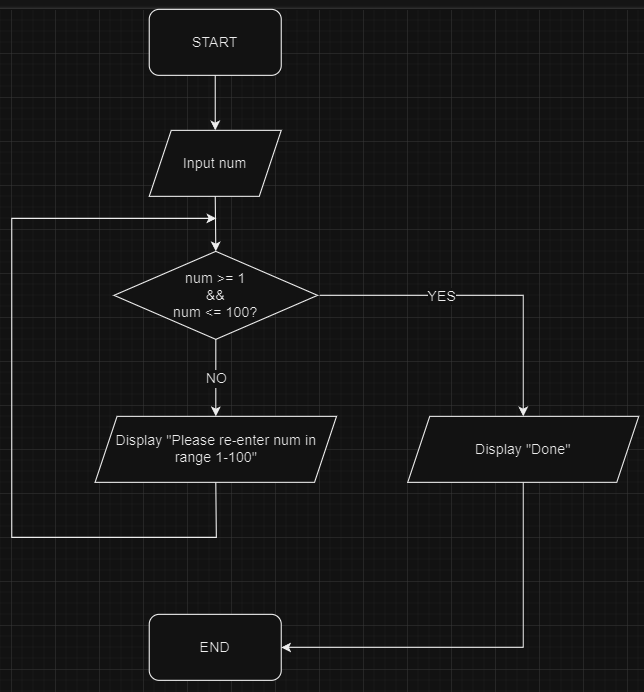 START
Input num
num >= 1
&&
num <= 100?
YES
NO
Display "Please re-enter num in
range 1-100"
Display "Done"
END